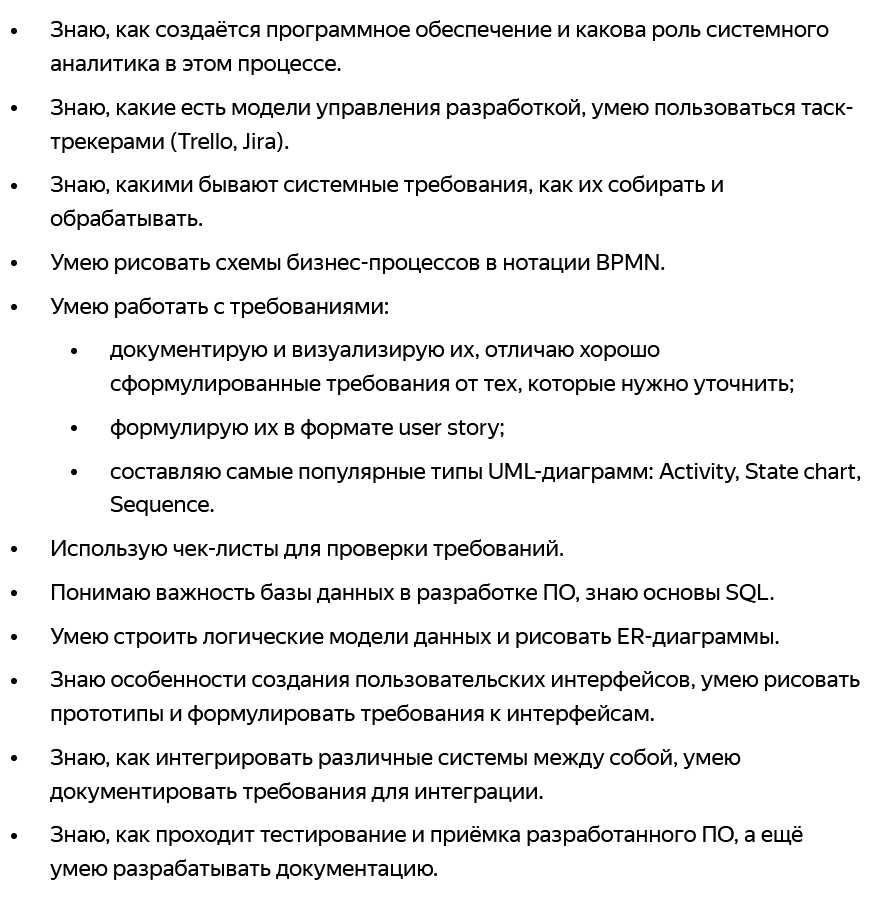 • Знаю, как создаётся программное обеспечение и какова роль системного
аналитика в этом процессе.
• Знаю, какие есть модели управления разработкой, умею пользоваться таск-
трекерами (Trello, Jira).
• Знаю, какими бывают системные требования, как их собирать и
обрабатывать.
• Умею рисовать схемы бизнес-процессов в нотации BPMN.
• Умею работать с требованиями:
• документирую и визуализирую их, отличаю хорошо
сформулированные требования от тех, которые нужно уточнить;
• формулирую их в формате user story;
• составляю самые популярные типы UML-диаграмм: Activity, State chart,
Sequence.
• Использую чек-листы для проверки требований.
• Понимаю важность базы данных в разработке ПО, знаю основы SQL.
• Умею строить логические модели данных и рисовать ER-диаграммы.
• Знаю особенности создания пользовательских интерфейсов, умею рисовать
прототипы и формулировать требования к интерфейсам.
• Знаю, как интегрировать различные системы между собой, умею
документировать требования для интеграции.
• Знаю, как проходит тестирование и приёмка разработанного ПО, а ещё
умею разрабатывать документацию.